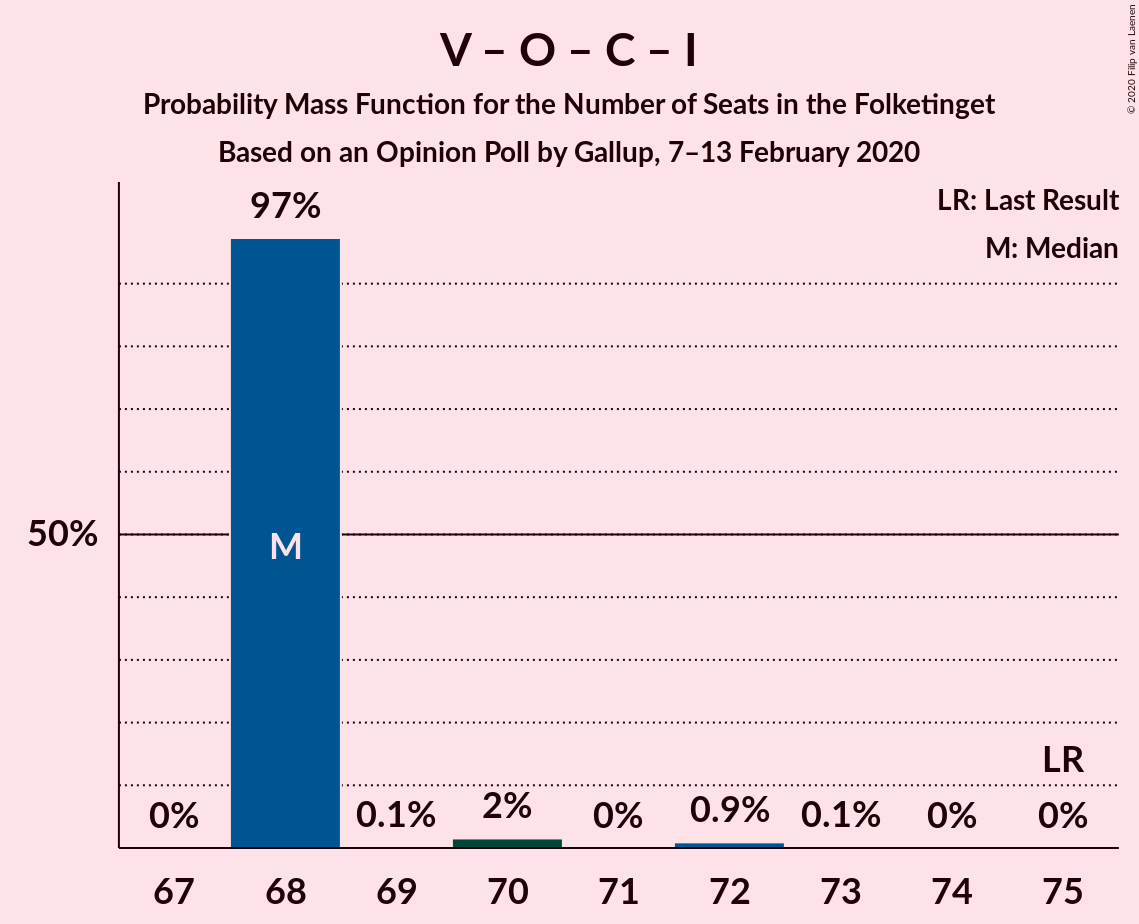 V – O – C – I
Probability Mass Function for the Number of Seats in the Folketinget
Based on an Opinion Poll by Gallup, 7–13 February 2020
© 2020 Filip van Laenen
LR: Last Result
M: Median
97%
50%
M
LR
0%
0.1%
2%
0%
0.9%
0.1%
0%
0%
67 68 69 70 71 72 73 74 75